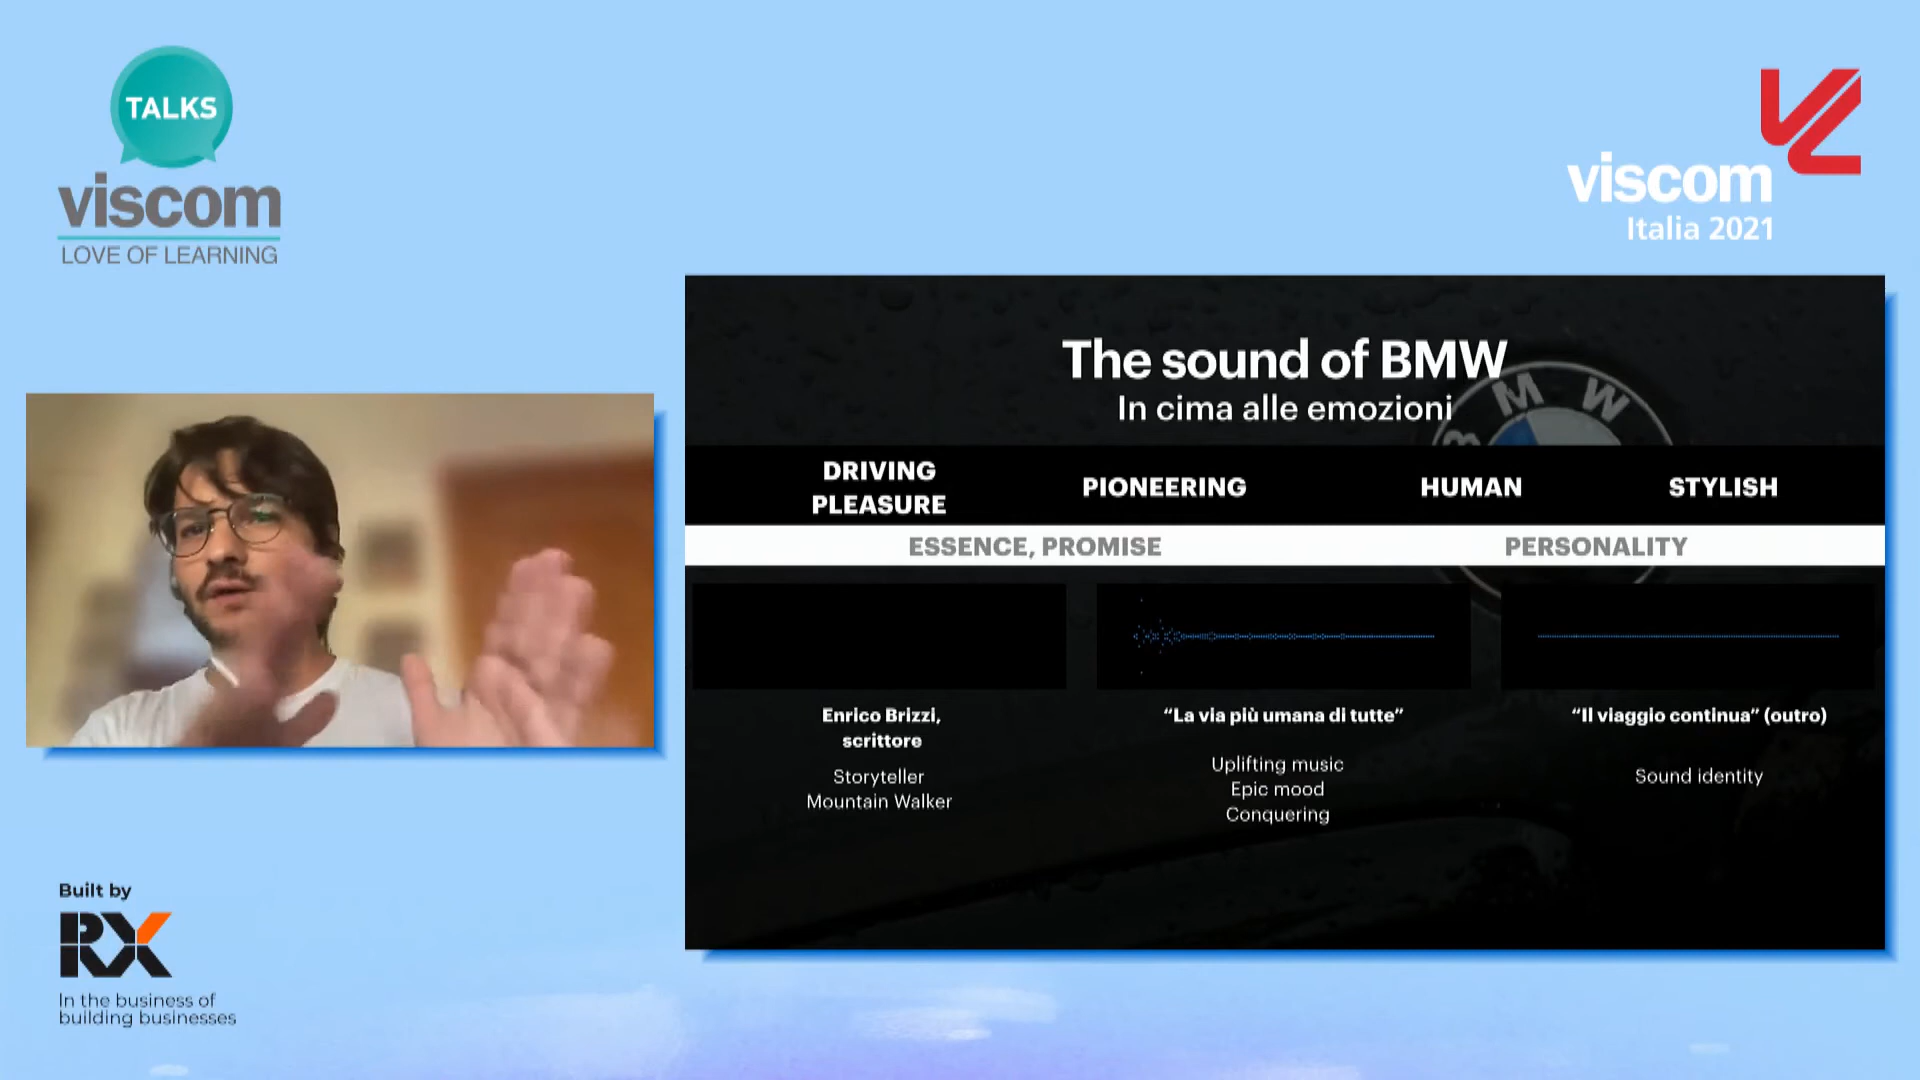 TALKS
viscom
LOVE OF LEARNING
viscom
Italia 2021
The sound of BMW
In cima alle emozioni
BMW
DRIVING
PLEASURE
PIONEERING
HUMAN
STYLISH
ESSENCE, PROMISE
PERSONALITY
Enrico Brizzi,
scrittore
Storyteller
Mountain Walker
“La via più umana di tutte”
Uplifting music
Epic mood
Conquering
“Il viaggio continua” (outro)
Sound identity
Built by
RX
In the business of
building businesses